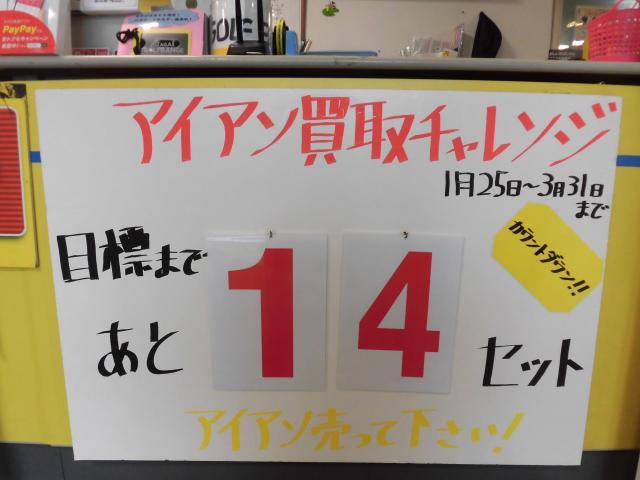 PayPay
GOLF
アイアン買取チャレンジ
1月25日~3月31日
まで
カウントダウン!!
目標まで
あと
14
セット
アイアン売って下さい!